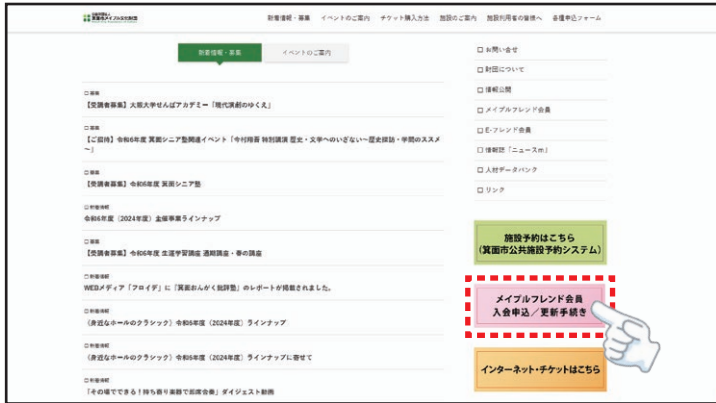 箕面市メイプル文化財団
新着情報・募集 イベントのご案内 チケット購入方法 施設のご案内 施設利用者の皆様へ 各種申込フォーム
新着情報・募集 イベントのご案内
募集
【受講者募集】大阪大学せんばアカデミー「現代演劇のゆくえ」
募集
【ご招待】令和6年度 箕面シニア塾関連イベント「今村翔吾 特別講演 歴史・文学へのいざない〜歴史探訪・学問のススメ
〜」
募集
【受講者募集】令和6年度 箕面シニア塾
新着情報
令和6年度（2024年度）主催事業ラインナップ
募集
【受講者募集】令和6年度 生涯学習講座 通期講座・春の講座
新着情報
WEBメディア「フロイデ」に「箕面おんがく批評塾」のレポートが掲載されました。
新着情報
《身近なホールのクラシック》令和6年度（2024年度）ラインナップ
新着情報
《身近なホールのクラシック》令和6年度（2024年度）ラインナップに寄せて
新着情報
「その場でできる！持ち寄り楽器で即席合奏」ダイジェスト動画
お問い合せ
財団について
情報公開
メイプルフレンド会員
E-フレンド会員
情報誌「ニュースm」
人材データバンク
リンク
施設予約はこちら
(箕面市公共施設予約システム)
メイプルフレンド会員
入会申込／更新手続き
インターネット・チケットはこちら